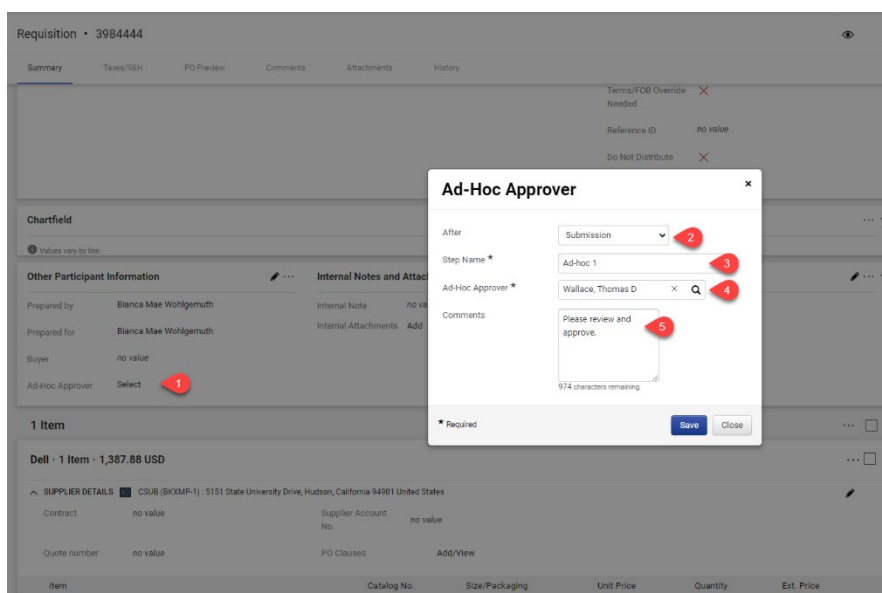 Requisition • 3984444
Summary Taxes/S&H PO Preview Comments Attachments History
Terms/FOB Override Needed
Reference ID no value
Do Not Distribute
Chartfield
Values vary by line.
Other Participant Information
Prepared by Bianca Mae Wohlgemuth
Prepared for Bianca Mae Wohlgemuth
Buyer no value
Ad-Hoc Approver Select 1
Internal Notes and Attac
Internal Note no va
Internal Attachments Add
Ad-Hoc Approver ×
After Submission 2
Step Name ★ Ad-hoc 1 3
Ad-Hoc Approver ★ Wallace, Thomas D × 4
Comments Please review and
approve. 5
974 characters remaining
★ Required Save Close
1 Item ...
Dell · 1 Item · 1,387.88 USD ...
SUPPLIER DETAILS CSUB (BKXMP-1) : 5151 State University Drive, Hudson, California 94901 United States
Contract no value Supplier Account No. no value
Quote number no value PO Clauses Add/View
Item Catalog No. Size/Packaging Unit Price Quantity Ext. Price